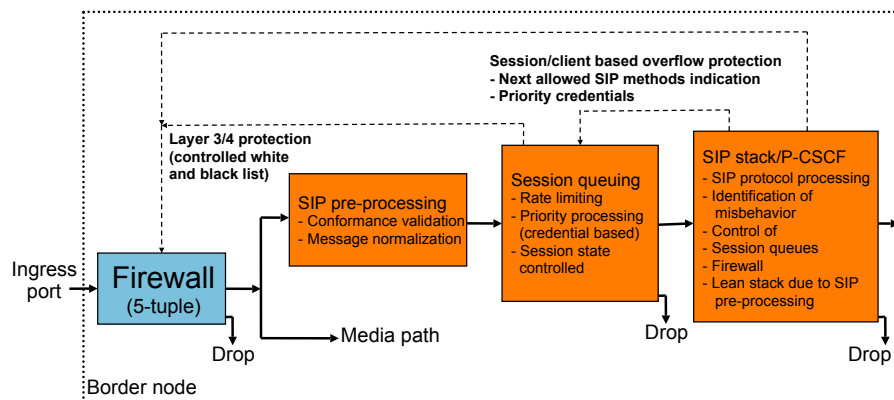 Session/client based overflow protection
- Next allowed SIP methods indication
- Priority credentials
Layer 3/4 protection
(controlled white
and black list)
SIP pre-processing
- Conformance validation
- Message normalization
Session queuing
- Rate limiting
- Priority processing
(credential based)
- Session state
controlled
SIP stack/P-CSCF
- SIP protocol processing
- Identification of
misbehavior
- Control of
- Session queues
- Firewall
- Lean stack due to SIP
pre-processing
Ingress
port
Firewall
(5-tuple)
Drop
Media path
Drop
Drop
Border node